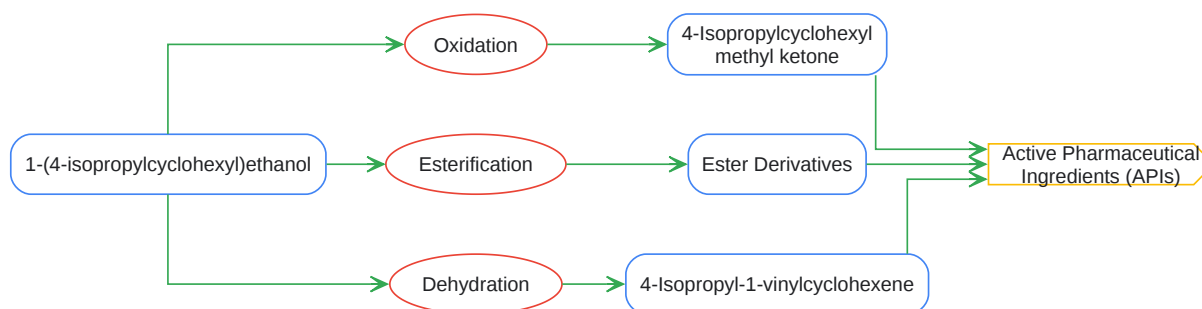 Oxidation
4-Isopropylcyclohexyl
methyl ketone
1-(4-isopropylcyclohexyl)ethanol
Esterification
Ester Derivatives
Active Pharmaceutical
Ingredients (APIs)
Dehydration
4-Isopropyl-1-vinylcyclohexene